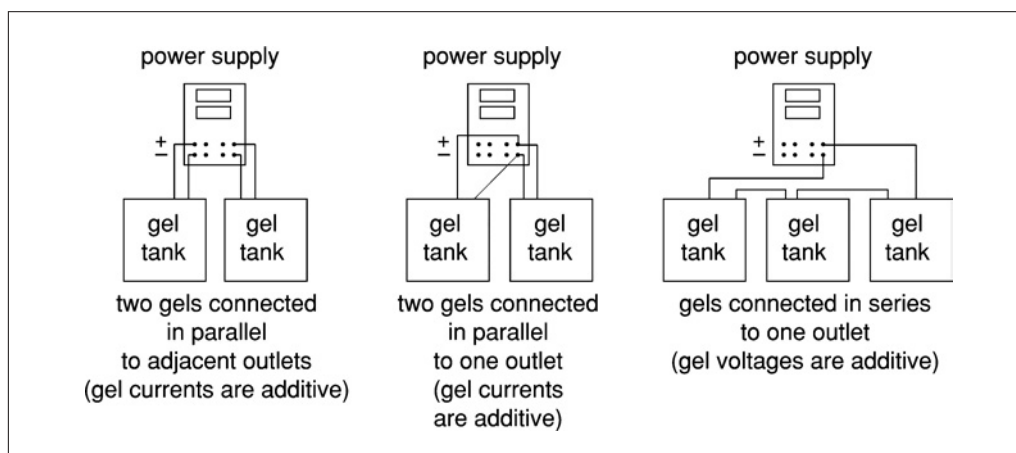 power supply
+
–
gel
tank
gel
tank
two gels connected
in parallel
to adjacent outlets
(gel currents are additive)
power supply
+
–
gel
tank
gel
tank
two gels connected
in parallel
to one outlet
(gel currents
are additive)
power supply
+
–
gel
tank
gel
tank
gel
tank
gels connected in series
to one outlet
(gel voltages are additive)